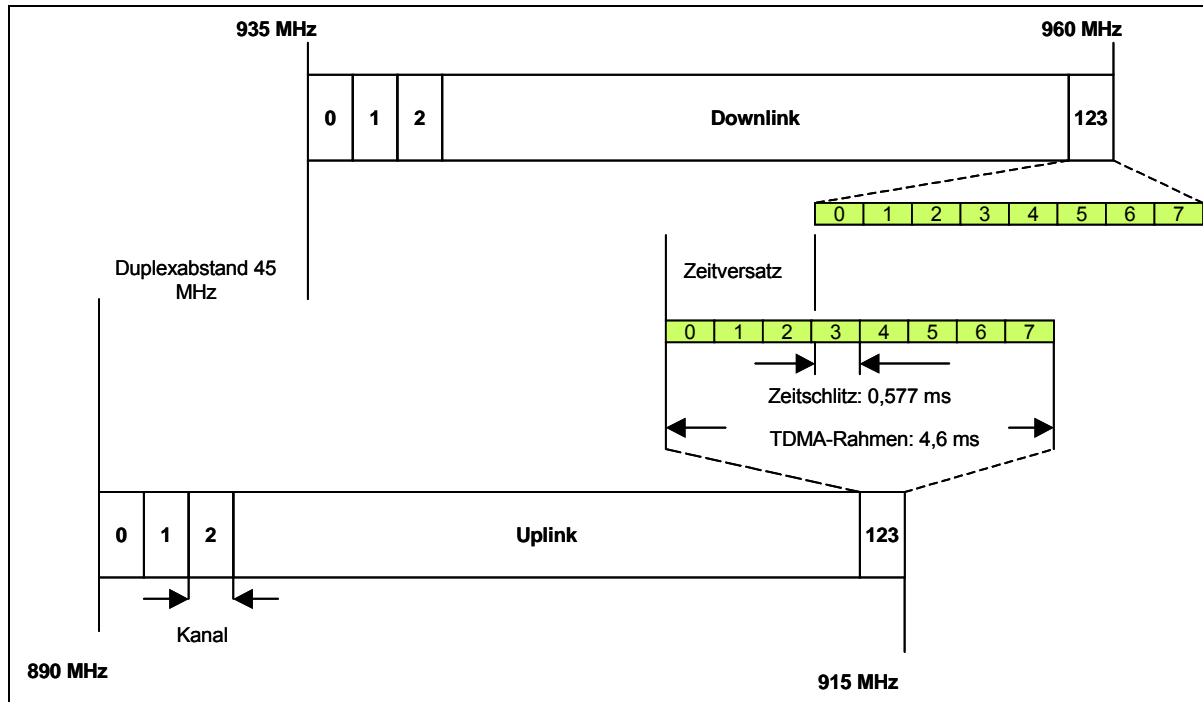 935 MHz 960 MHz
0 1 2 Downlink 123
0 1 2 3 4 5 6 7
Duplexabstand 45
MHz
Zeitversatz
0 1 2 3 4 5 6 7
Zeitschlitz: 0,577 ms
TDMA-Rahmen: 4,6 ms
0 1 2 Uplink 123
Kanal
890 MHz
915 MHz